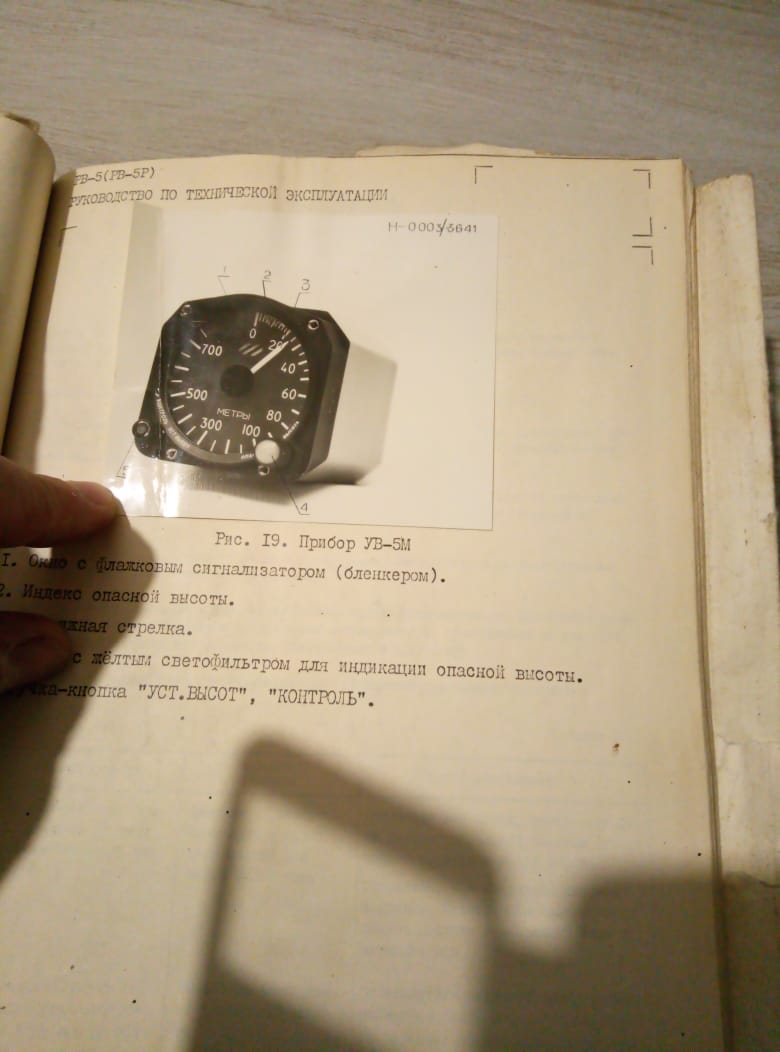 РВ-5(РВ-5Р)
РУКОВОДСТВО ПО ТЕХНИЧЕСКОЙ ЭКСПЛУАТАЦИИ
Н-0003/3641
1
2
3
0
20
700
40
500
60
МЕТРЫ
80
300
100
5
4
Рис. 19. Прибор УВ-5М
1. Окно с флажковым сигнализатором (бленкером).
2. Индекс опасной высоты.
стрелка.
с жёлтым светофильтром для индикации опасной высоты.
"УСТ.ВЫСОТ", "КОНТРОЛЬ".